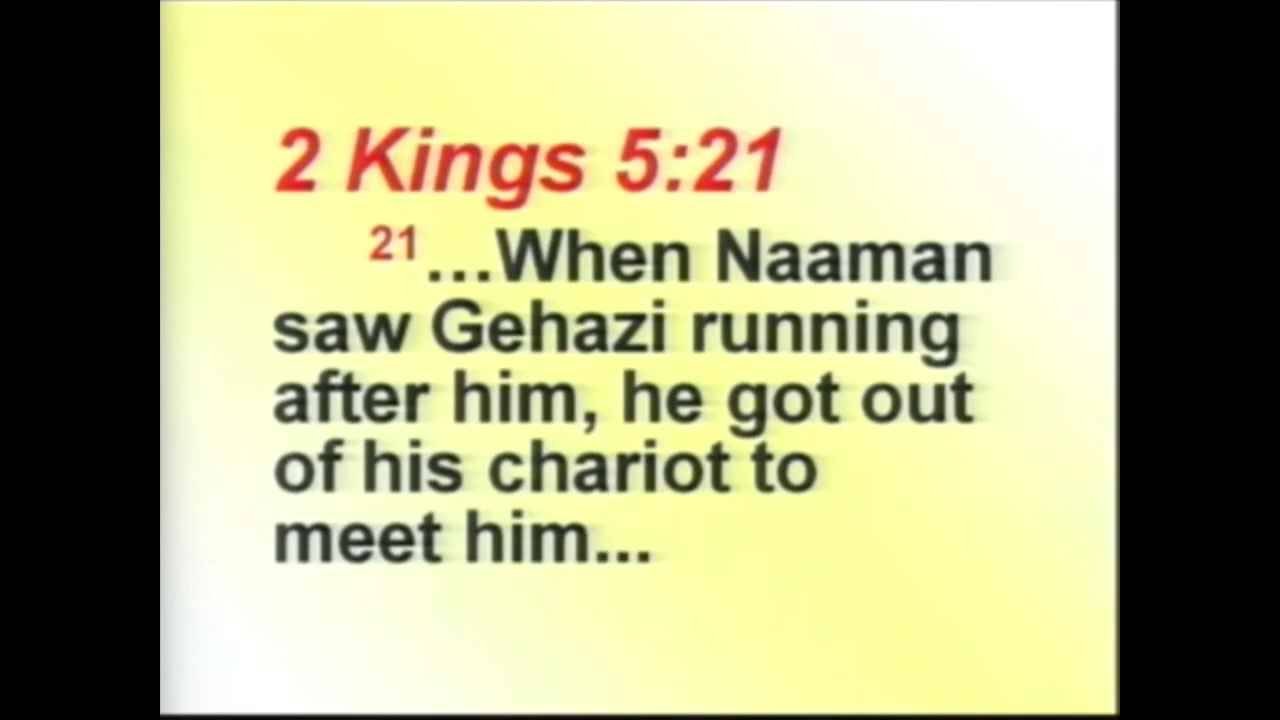 2 Kings 5:21
21 ...When Naaman
saw Gehazi running
after him, he got out
of his chariot to
meet him...